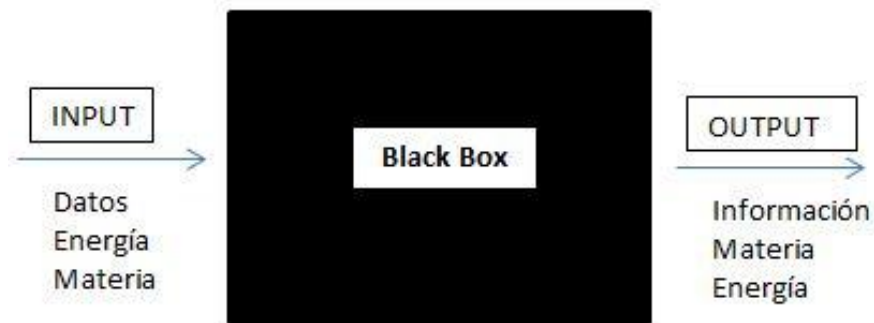 INPUT
Datos
Energía
Materia
Black Box
OUTPUT
Información
Materia
Energía